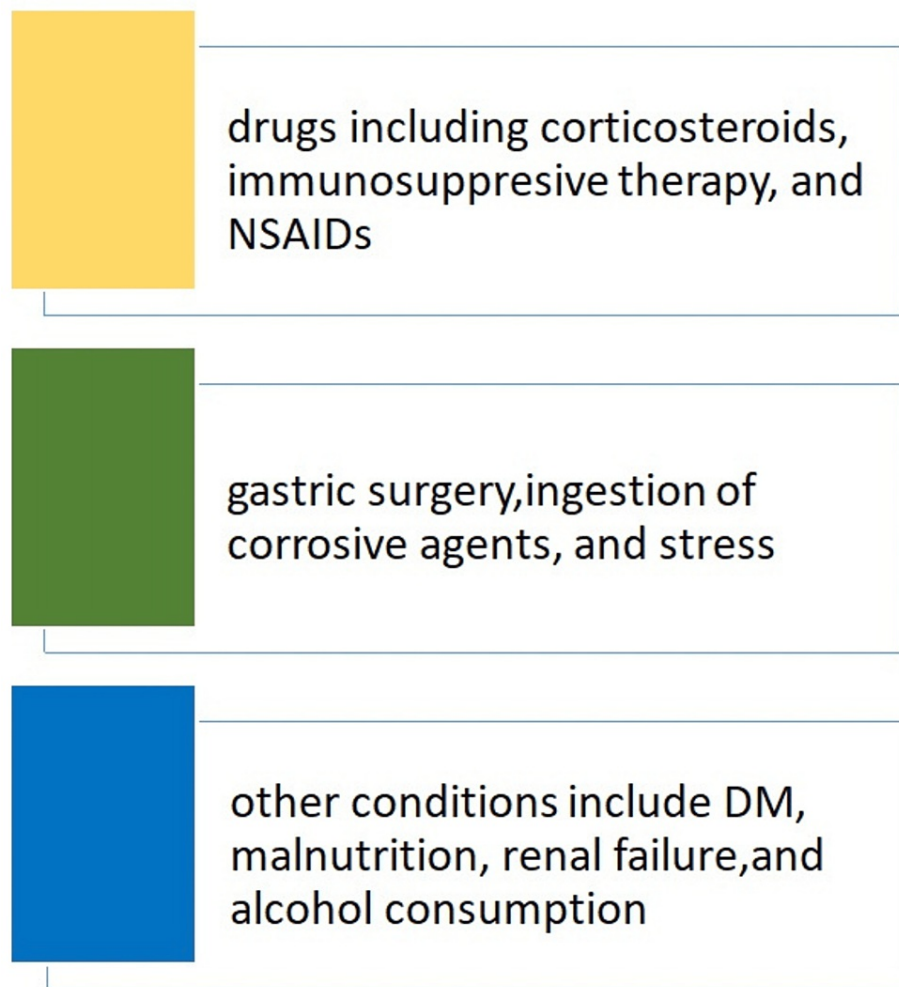 drugs including corticosteroids,
immunosuppresive therapy, and
NSAIDs
gastric surgery,ingestion of
corrosive agents, and stress
other conditions include DM,
malnutrition, renal failure,and
alcohol consumption